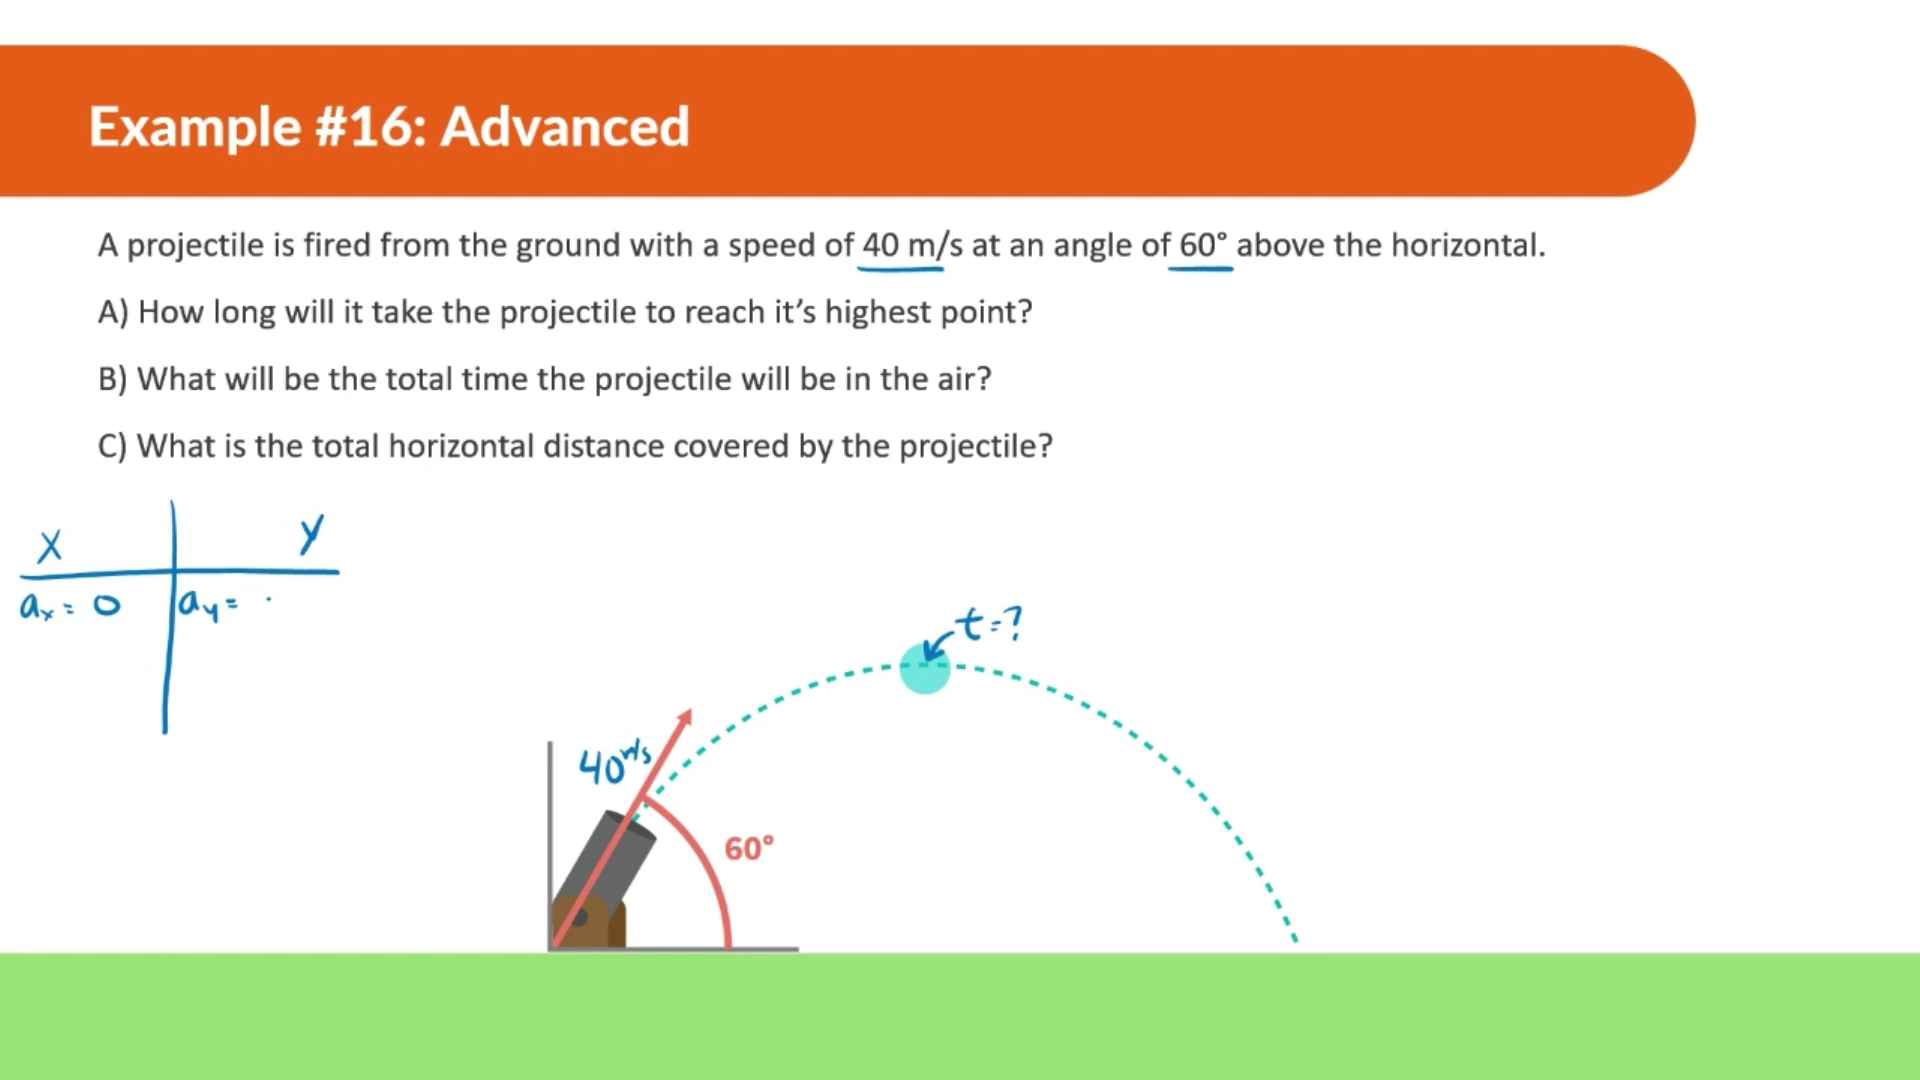 Example #16: Advanced
A projectile is fired from the ground with a speed of 40 m/s at an angle of 60° above the horizontal.
A) How long will it take the projectile to reach it’s highest point?
B) What will be the total time the projectile will be in the air?
C) What is the total horizontal distance covered by the projectile?
x y
aₓ = 0 aᵧ =
t=?
40 m/s
60°